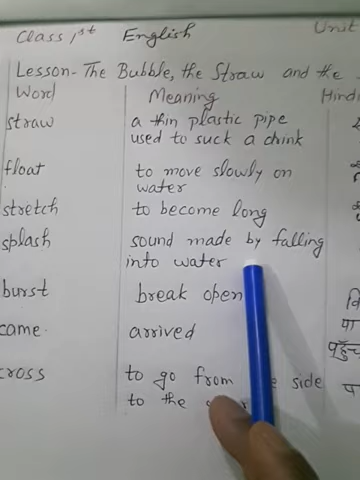 Class 1st English Unit
Lesson- The Bubble, the Straw and the
Word Meaning Hindi
straw a thin plastic pipe
used to suck a drink
float to move slowly on
water
stretch to become long
splash sound made by falling
into water
burst break open
came arrived
cross to go from side
to the